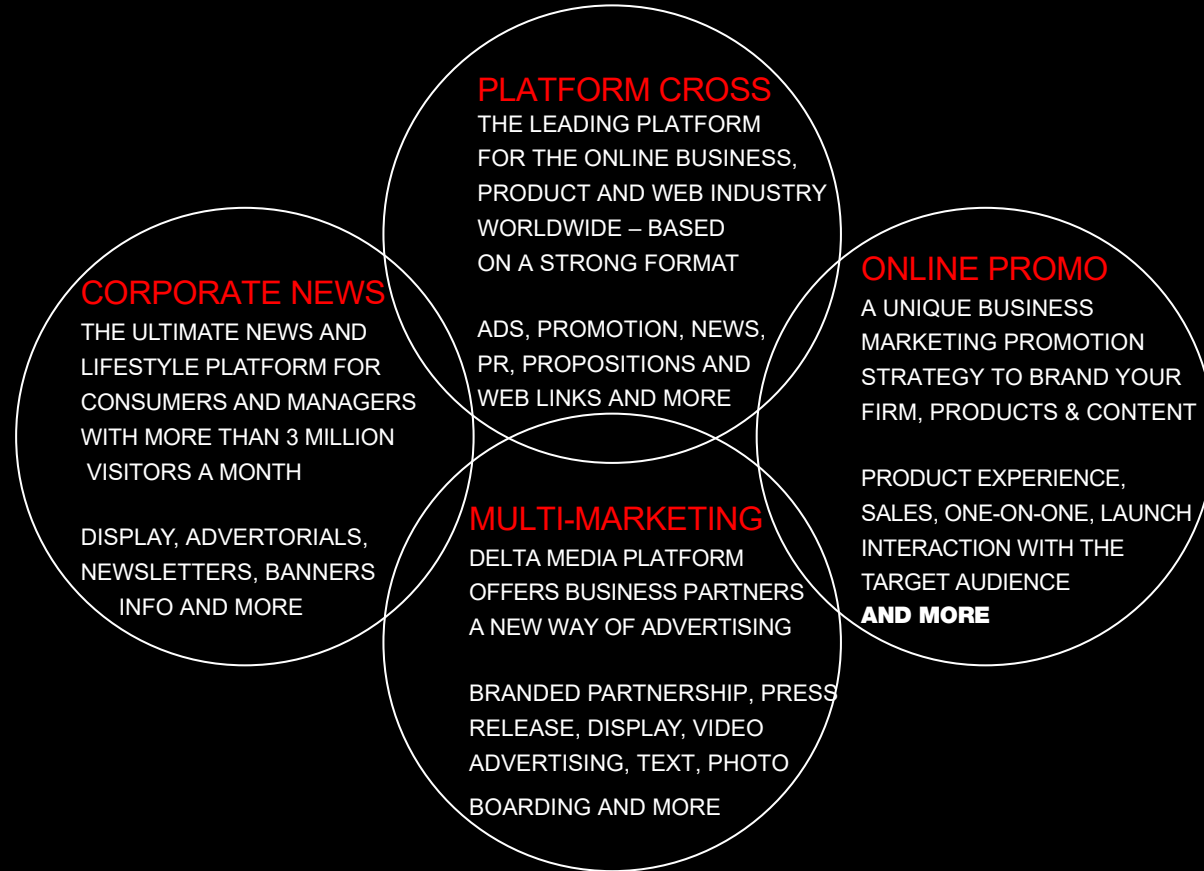 PLATFORM CROSS
THE LEADING PLATFORM
FOR THE ONLINE BUSINESS,
PRODUCT AND WEB INDUSTRY
WORLDWIDE – BASED
ON A STRONG FORMAT
ADS, PROMOTION, NEWS,
PR, PROPOSITIONS AND
WEB LINKS AND MORE
CORPORATE NEWS
THE ULTIMATE NEWS AND
LIFESTYLE PLATFORM FOR
CONSUMERS AND MANAGERS
WITH MORE THAN 3 MILLION
VISITORS A MONTH
DISPLAY, ADVERTORIALS,
NEWSLETTERS, BANNERS
INFO AND MORE
ONLINE PROMO
A UNIQUE BUSINESS
MARKETING PROMOTION
STRATEGY TO BRAND YOUR
FIRM, PRODUCTS & CONTENT
PRODUCT EXPERIENCE,
SALES, ONE-ON-ONE, LAUNCH
INTERACTION WITH THE
TARGET AUDIENCE
AND MORE
MULTI-MARKETING
DELTA MEDIA PLATFORM
OFFERS BUSINESS PARTNERS
A NEW WAY OF ADVERTISING
BRANDED PARTNERSHIP, PRESS
RELEASE, DISPLAY, VIDEO
ADVERTISING, TEXT, PHOTO
BOARDING AND MORE